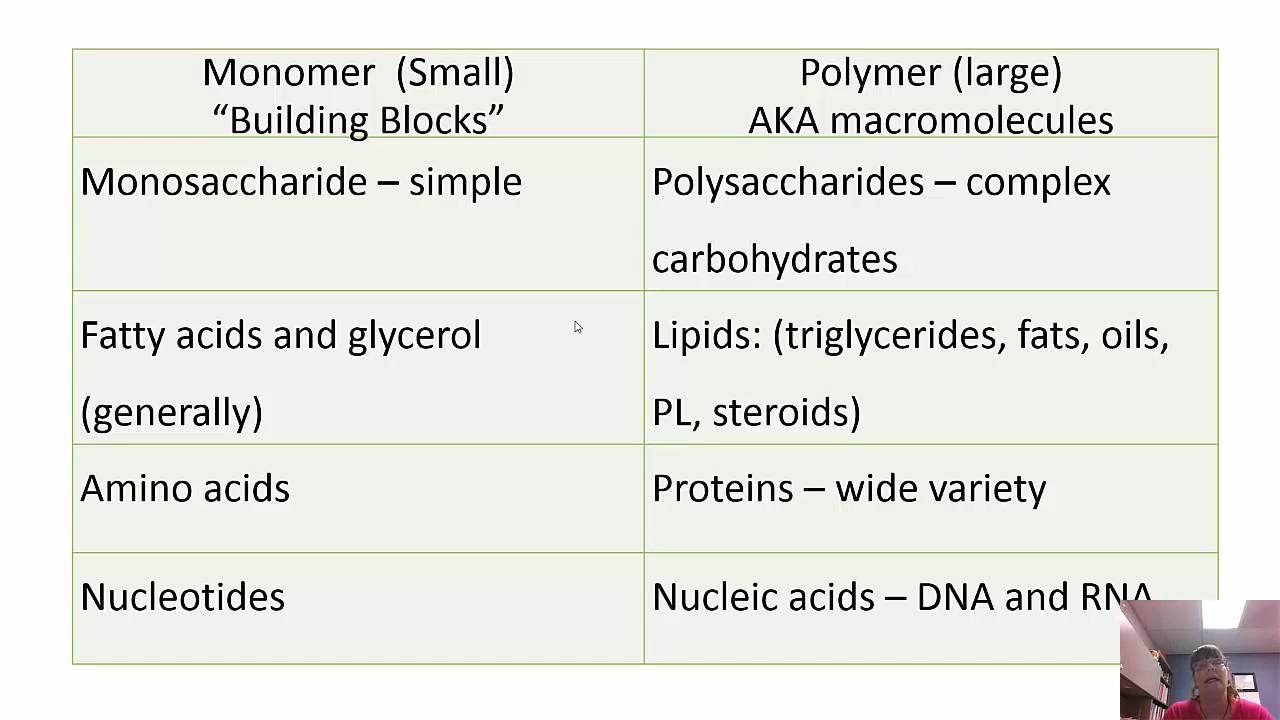 Monomer (Small)
“Building Blocks”
Polymer (large)
AKA macromolecules
Monosaccharide – simple
Polysaccharides – complex
carbohydrates
Fatty acids and glycerol
(generally)
Lipids: (triglycerides, fats, oils,
PL, steroids)
Amino acids
Proteins – wide variety
Nucleotides
Nucleic acids – DNA and RNA